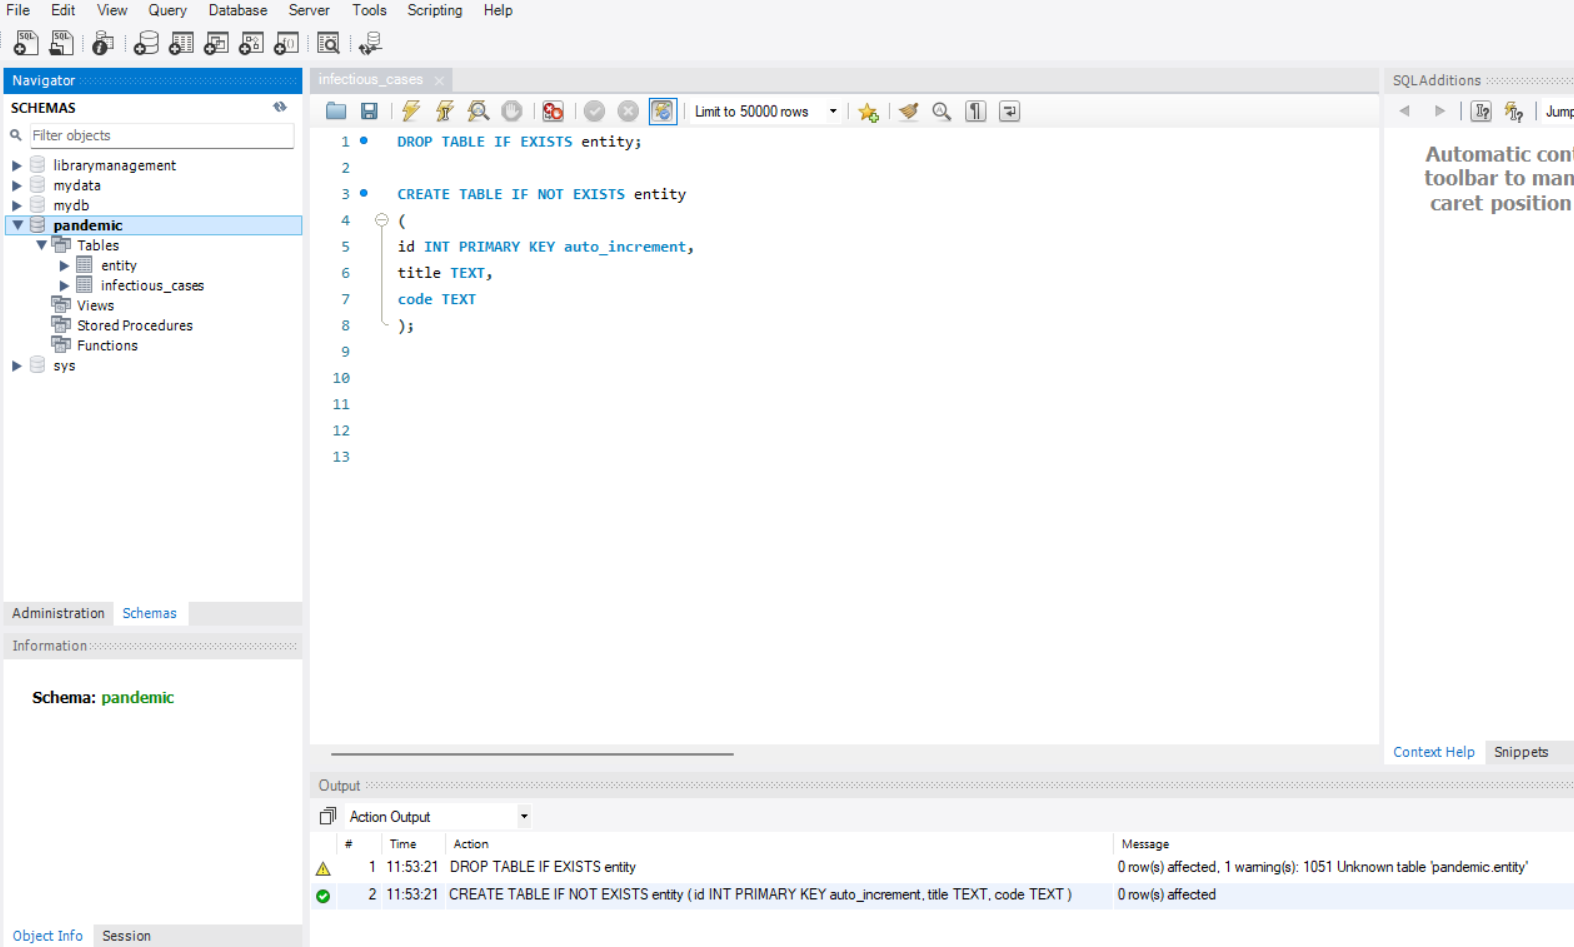 File Edit View Query Database Server Tools Scripting Help
Navigator
SCHEMAS
Filter objects
librarymanagement
mydata
mydb
pandemic
Tables
entity
infectious_cases
Views
Stored Procedures
Functions
sys
Administration Schemas
Information
Schema: pandemic
Object Info Session
infectious_cases
Limit to 50000 rows
1 DROP TABLE IF EXISTS entity;
2
3 CREATE TABLE IF NOT EXISTS entity
4 (
5 id INT PRIMARY KEY auto_increment,
6 title TEXT,
7 code TEXT
8 );
9
10
11
12
13
SQLAdditions
Jump
Automatic cont
toolbar to man
caret position
Context Help Snippets
Output
Action Output
# Time Action Message
1 11:53:21 DROP TABLE IF EXISTS entity 0 row(s) affected, 1 warning(s): 1051 Unknown table 'pandemic.entity'
2 11:53:21 CREATE TABLE IF NOT EXISTS entity ( id INT PRIMARY KEY auto_increment, title TEXT, code TEXT ) 0 row(s) affected